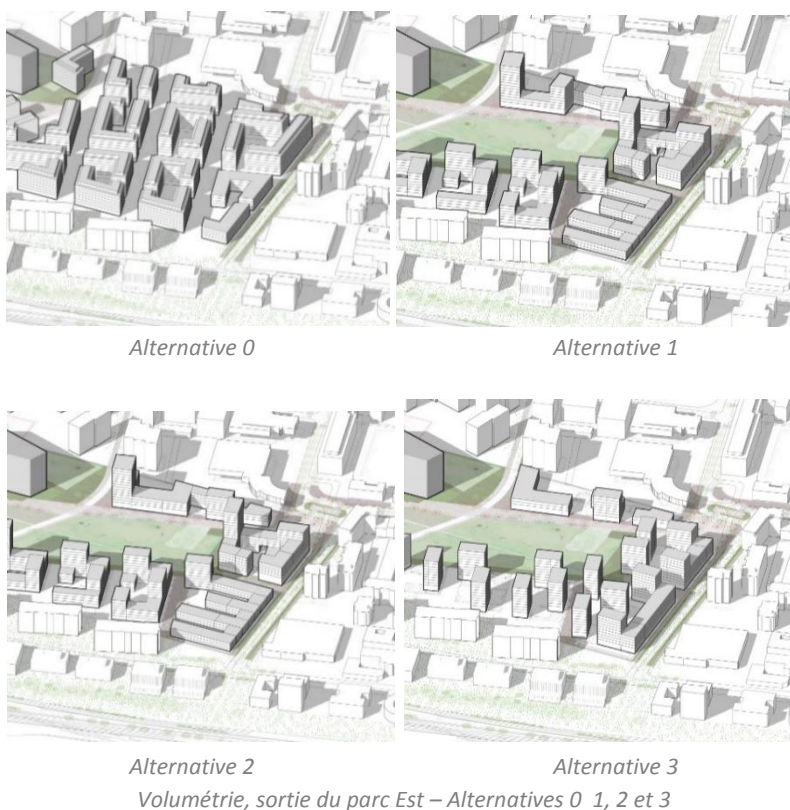 Alternative 0
Alternative 1
Alternative 2
Alternative 3
Volumétrie, sortie du parc Est – Alternatives 0 1, 2 et 3